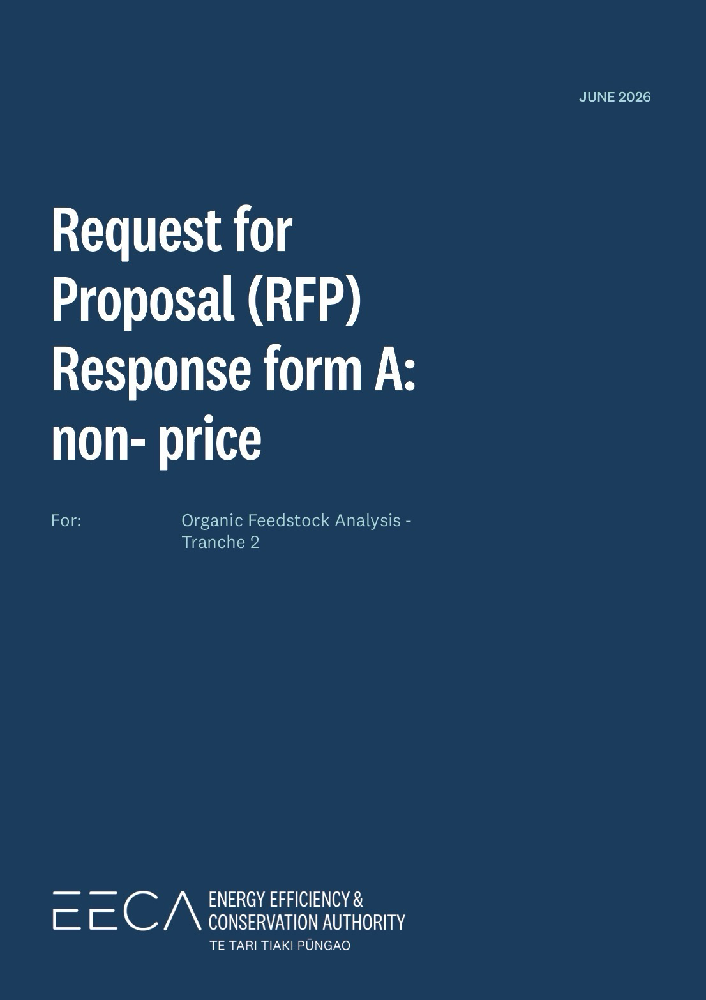 JUNE 2026
Request for
Proposal (RFP)
Response form A:
non- price
For: Organic Feedstock Analysis -
Tranche 2
EECA ENERGY EFFICIENCY &
CONSERVATION AUTHORITY
TE TARI TIAKI PŪNGAO